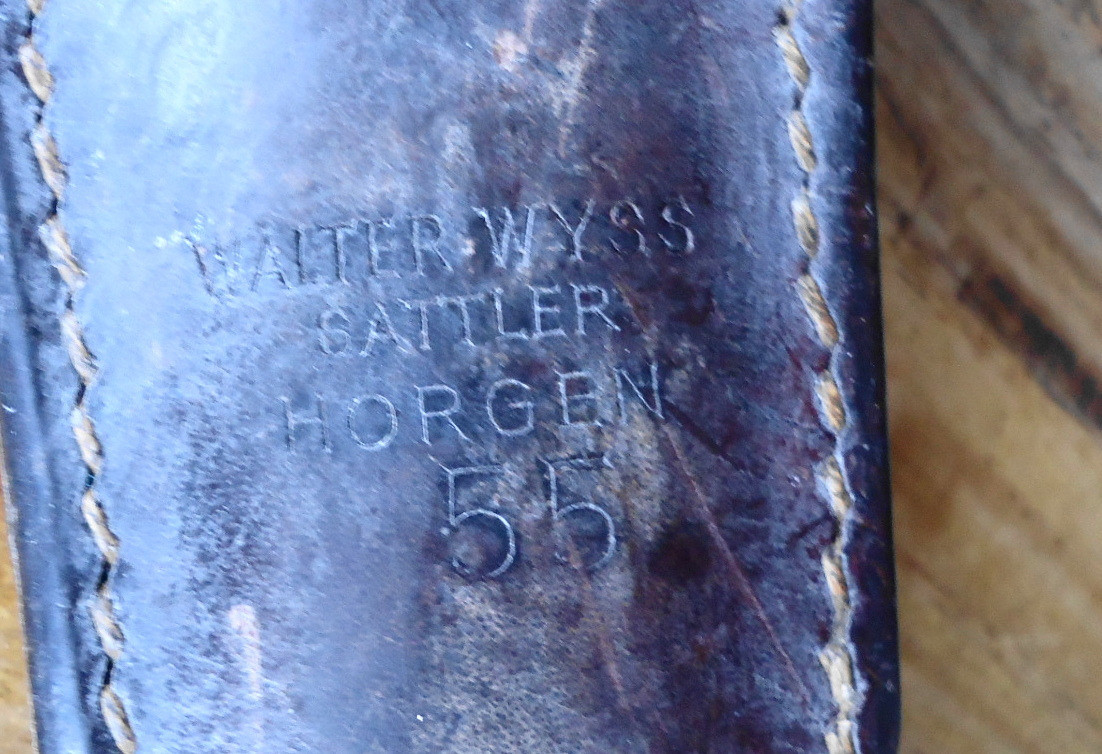 WALTER WYSS
SATTLER
HORGEN
55